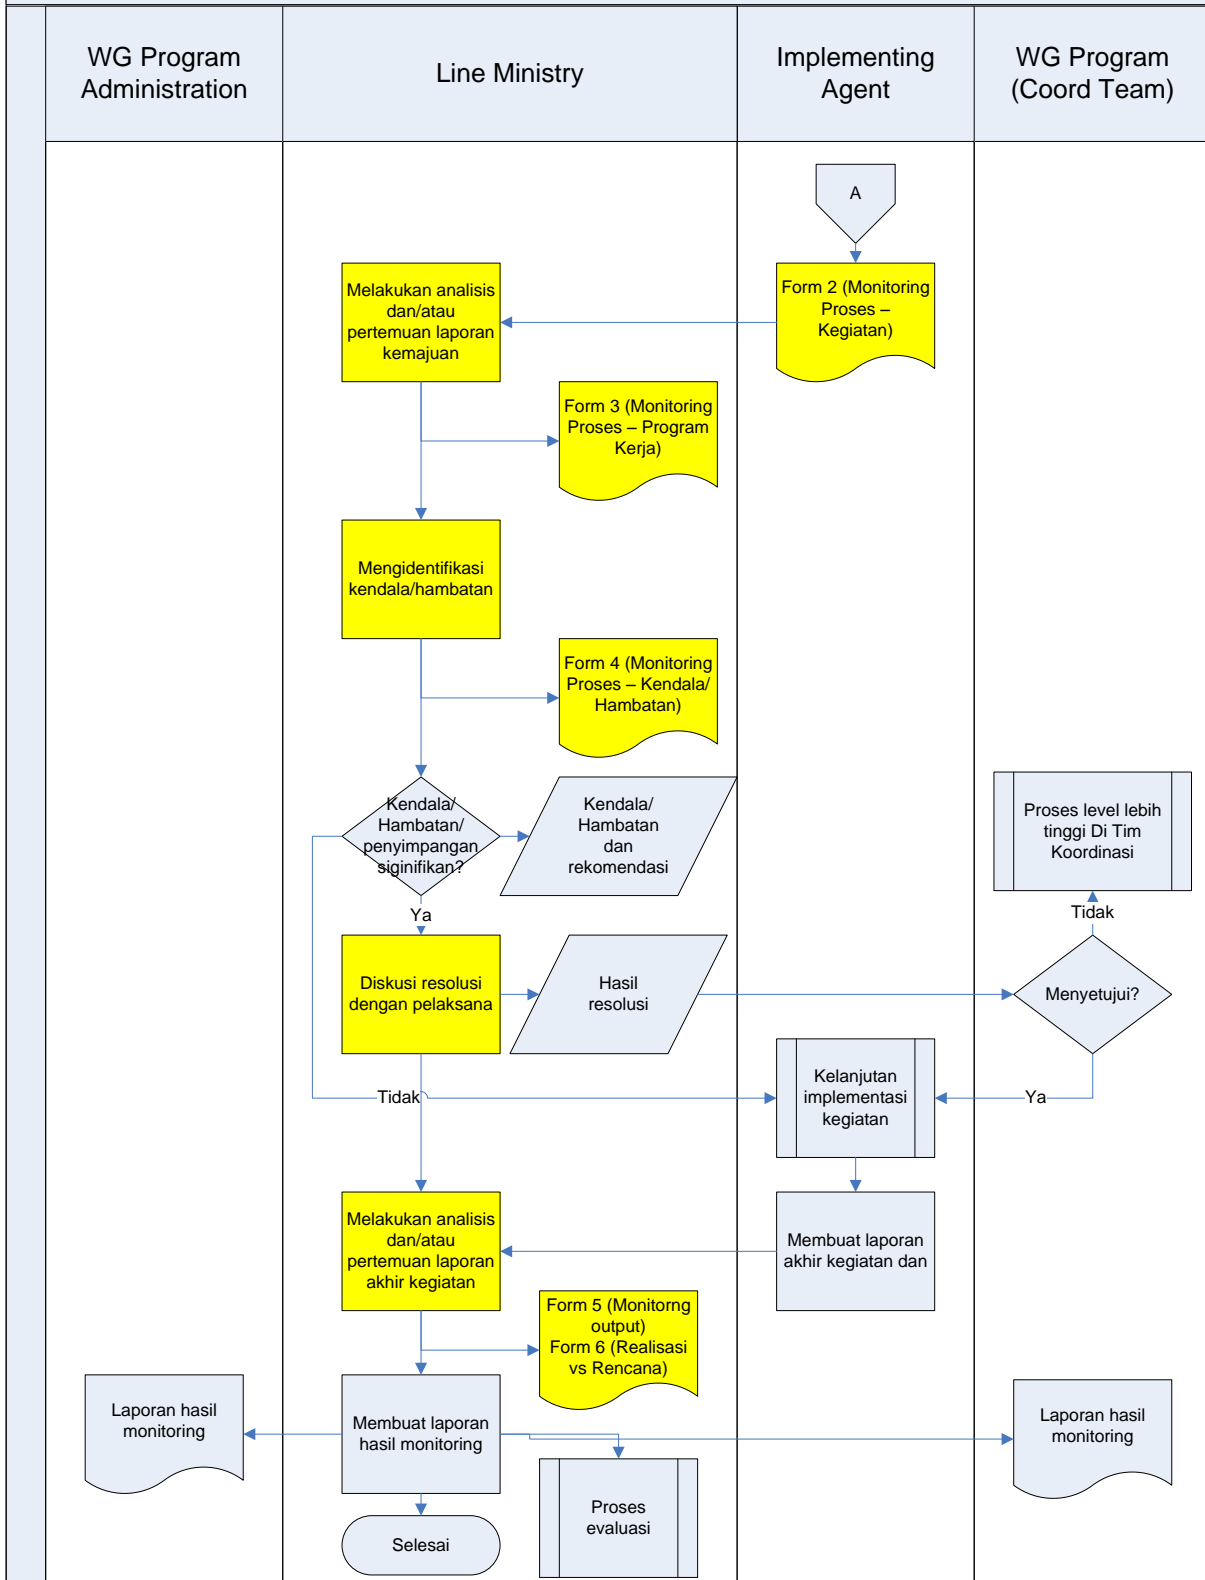 WG Program
Administration
Line Ministry
Implementing
Agent
WG Program
(Coord Team)
A
Melakukan analisis
dan/atau
pertemuan laporan
kemajuan
Form 2 (Monitoring
Proses –
Kegiatan)
Form 3 (Monitoring
Proses – Program
Kerja)
Mengidentifikasi
kendala/hambatan
Form 4 (Monitoring
Proses – Kendala/
Hambatan)
Kendala/
Hambatan/
penyimpangan
siginifikan?
Kendala/
Hambatan
dan
rekomendasi
Proses level lebih
tinggi Di Tim
Koordinasi
Ya
Tidak
Diskusi resolusi
dengan pelaksana
Hasil
resolusi
Menyetujui?
Tidak
Kelanjutan
implementasi
kegiatan
Ya
Melakukan analisis
dan/atau
pertemuan laporan
akhir kegiatan
Membuat laporan
akhir kegiatan dan
Form 5 (Monitorng
output)
Form 6 (Realisasi
vs Rencana)
Laporan hasil
monitoring
Membuat laporan
hasil monitoring
Laporan hasil
monitoring
Proses
evaluasi
Selesai